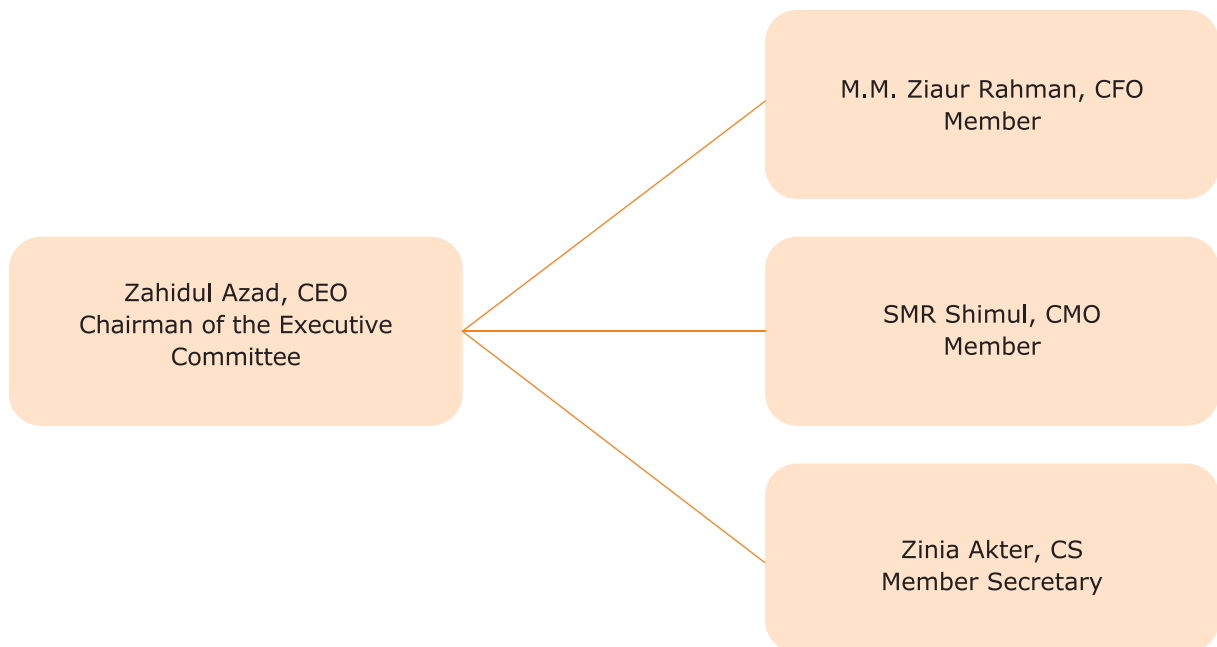 Zahidul Azad, CEO
Chairman of the Executive
Committee
M.M. Ziaur Rahman, CFO
Member
SMR Shimul, CMO
Member
Zinia Akter, CS
Member Secretary